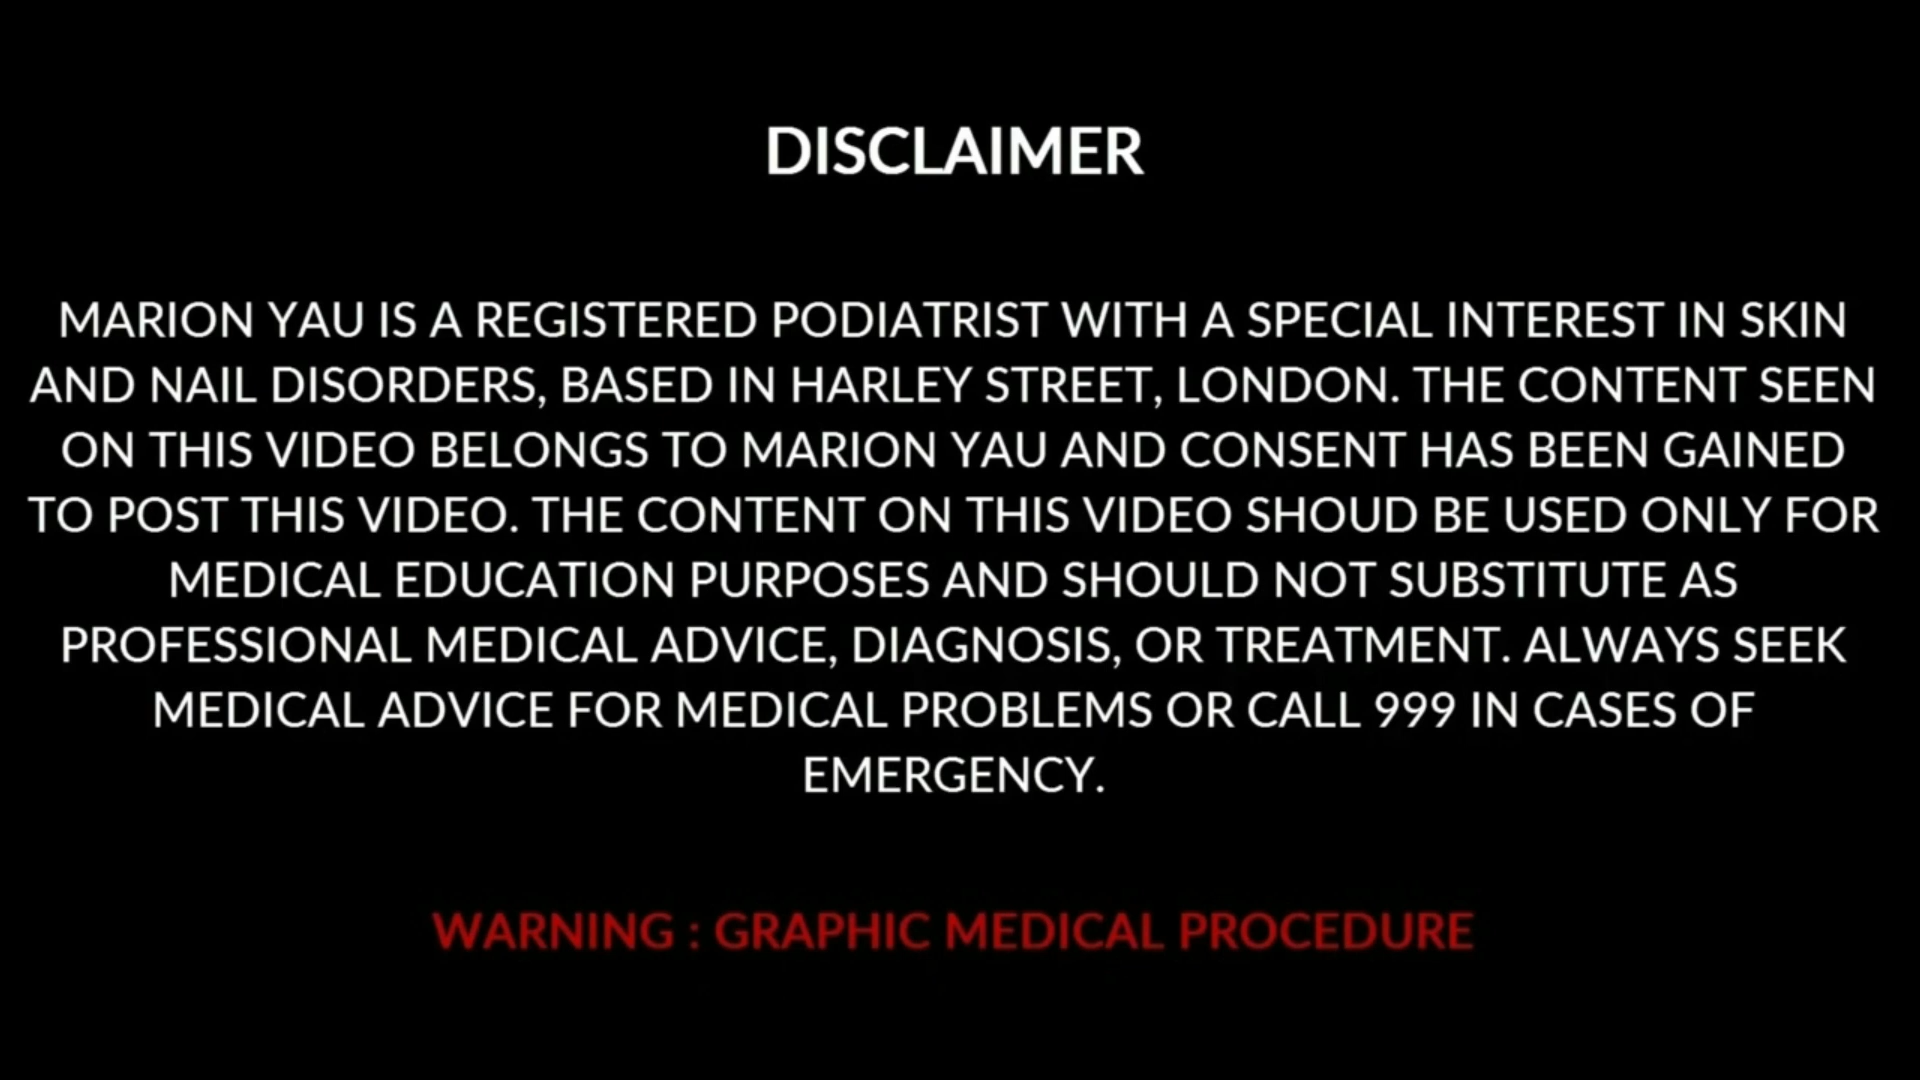 DISCLAIMER
MARION YAU IS A REGISTERED PODIATRIST WITH A SPECIAL INTEREST IN SKIN
AND NAIL DISORDERS, BASED IN HARLEY STREET, LONDON. THE CONTENT SEEN
ON THIS VIDEO BELONGS TO MARION YAU AND CONSENT HAS BEEN GAINED
TO POST THIS VIDEO. THE CONTENT ON THIS VIDEO SHOUD BE USED ONLY FOR
MEDICAL EDUCATION PURPOSES AND SHOULD NOT SUBSTITUTE AS
PROFESSIONAL MEDICAL ADVICE, DIAGNOSIS, OR TREATMENT. ALWAYS SEEK
MEDICAL ADVICE FOR MEDICAL PROBLEMS OR CALL 999 IN CASES OF
EMERGENCY.
WARNING : GRAPHIC MEDICAL PROCEDURE